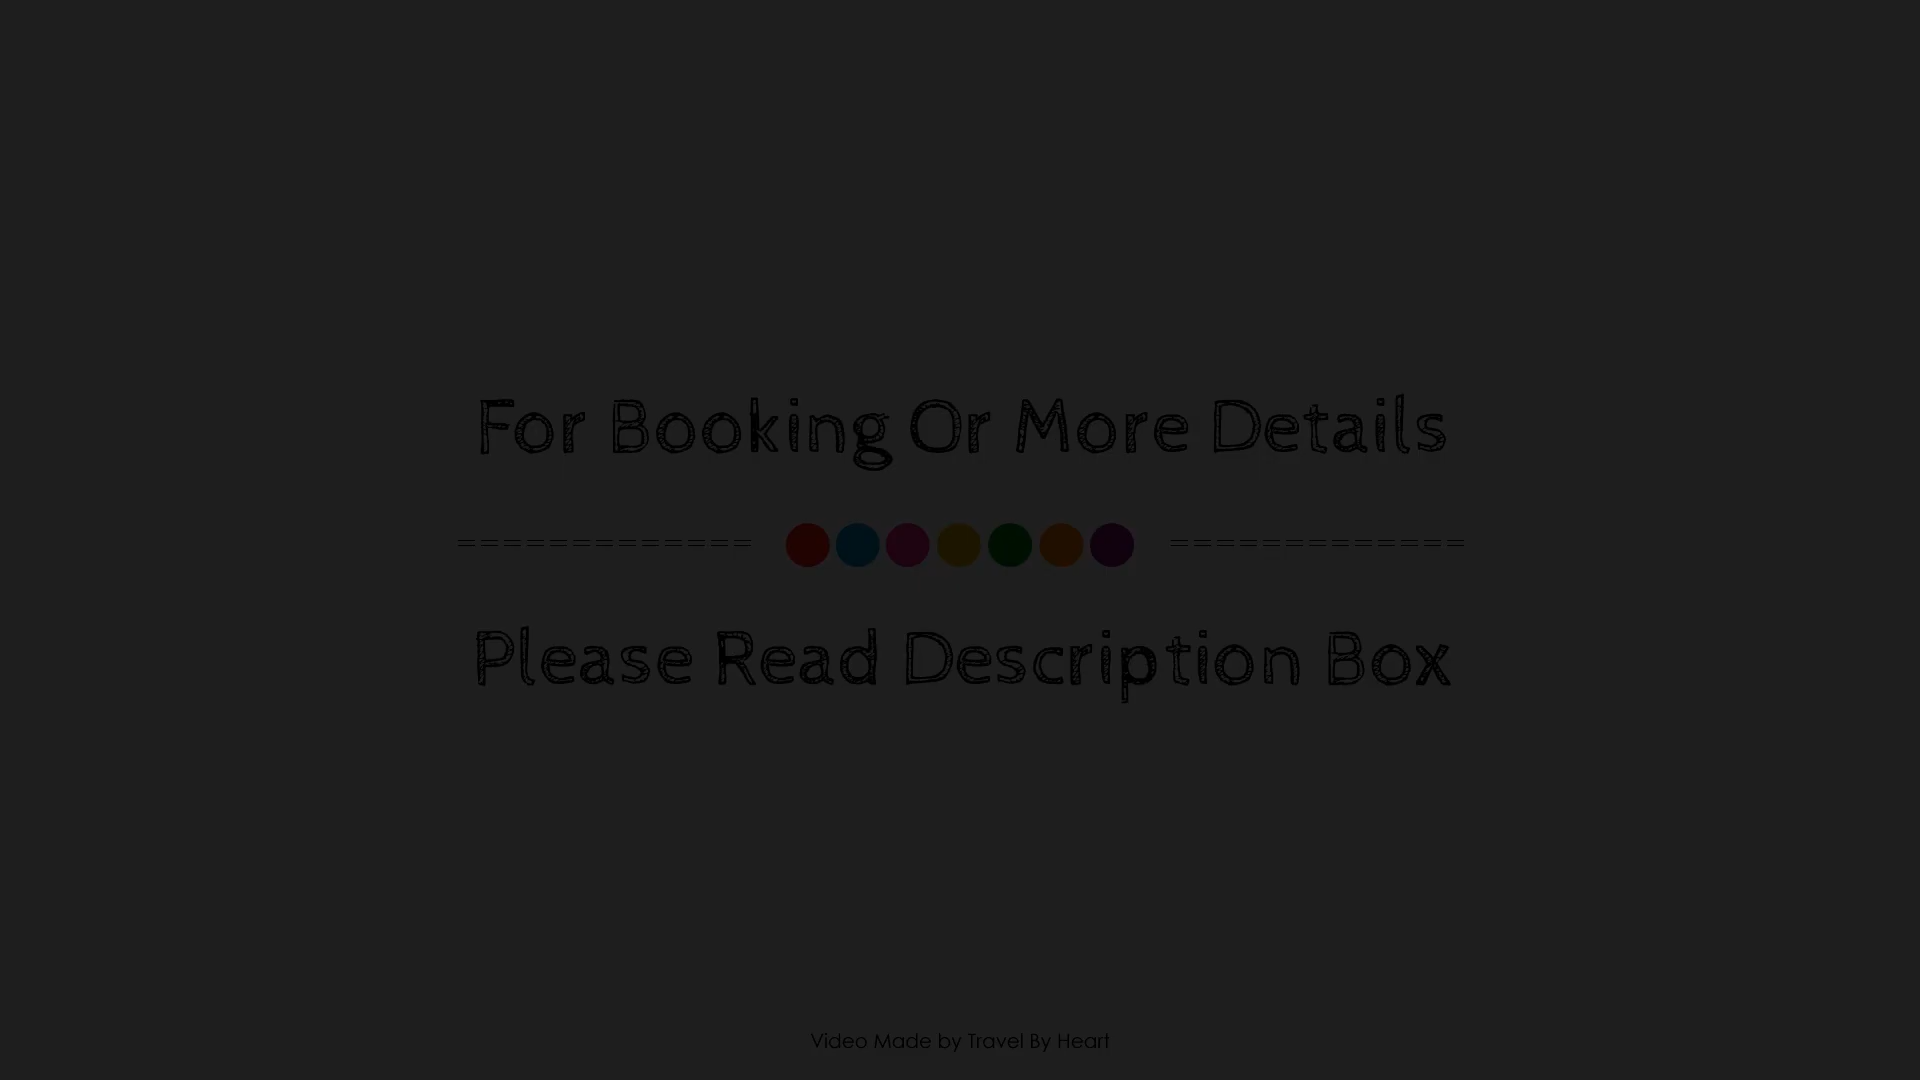 For Booking Or More Details
============= =============
Please Read Description Box
Video Made by Travel By Heart